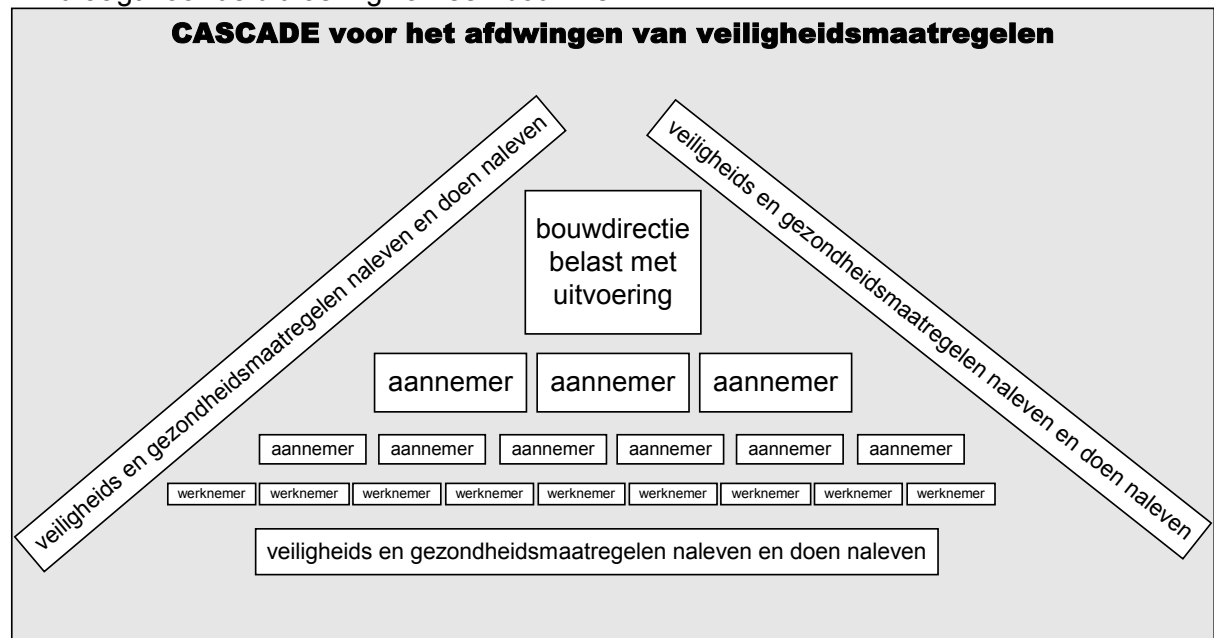 CASCADE voor het afdwingen van veiligheidsmaatregelen
veiligheids en gezondheidsmaatregelen naleven en doen naleven
veiligheids en gezondheidsmaatregelen naleven en doen naleven
bouwdirectie
belast met
uitvoering
aannemer aannemer aannemer
aannemer aannemer aannemer aannemer aannemer aannemer
werknemer werknemer werknemer werknemer werknemer werknemer werknemer werknemer werknemer
veiligheids en gezondheidsmaatregelen naleven en doen naleven